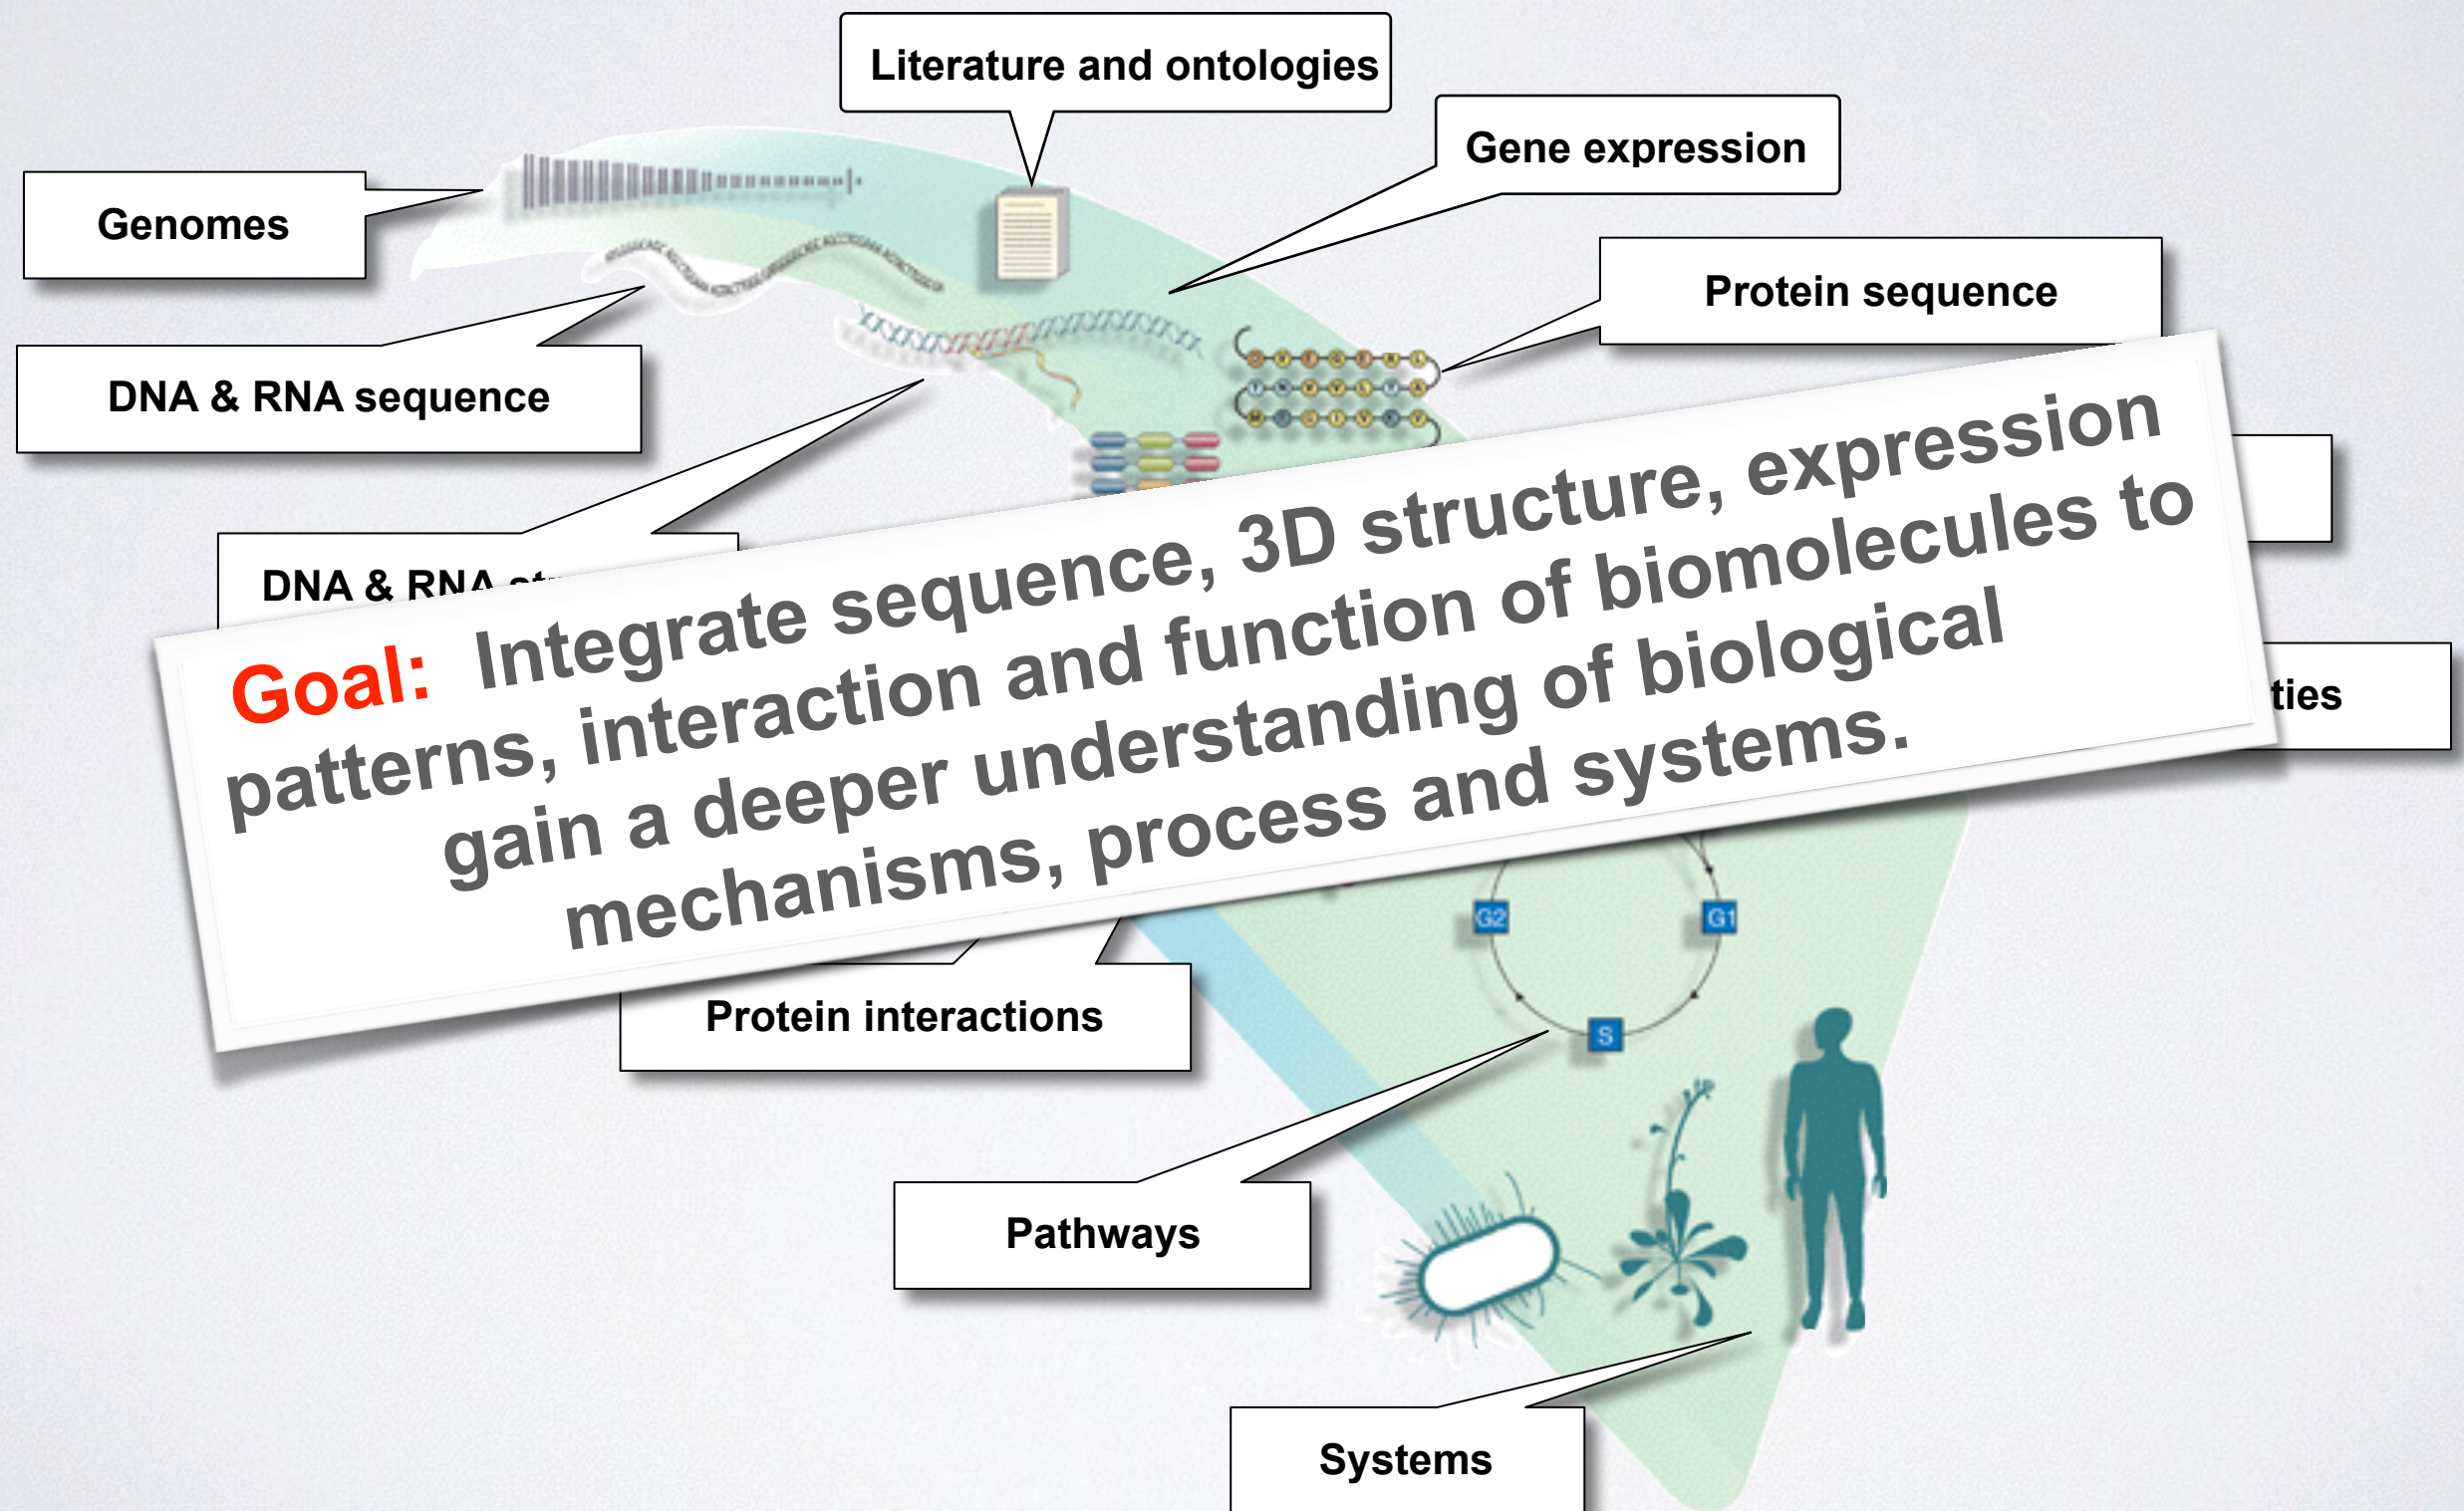 Literature and ontologies
Gene expression
Genomes
Protein sequence
DNA & RNA sequence
DNA & RNA
ties
Goal: Integrate sequence, 3D structure, expression
patterns, interaction and function of biomolecules to
gain a deeper understanding of biological
mechanisms, process and systems.
G2
G1
S
Protein interactions
Pathways
Systems